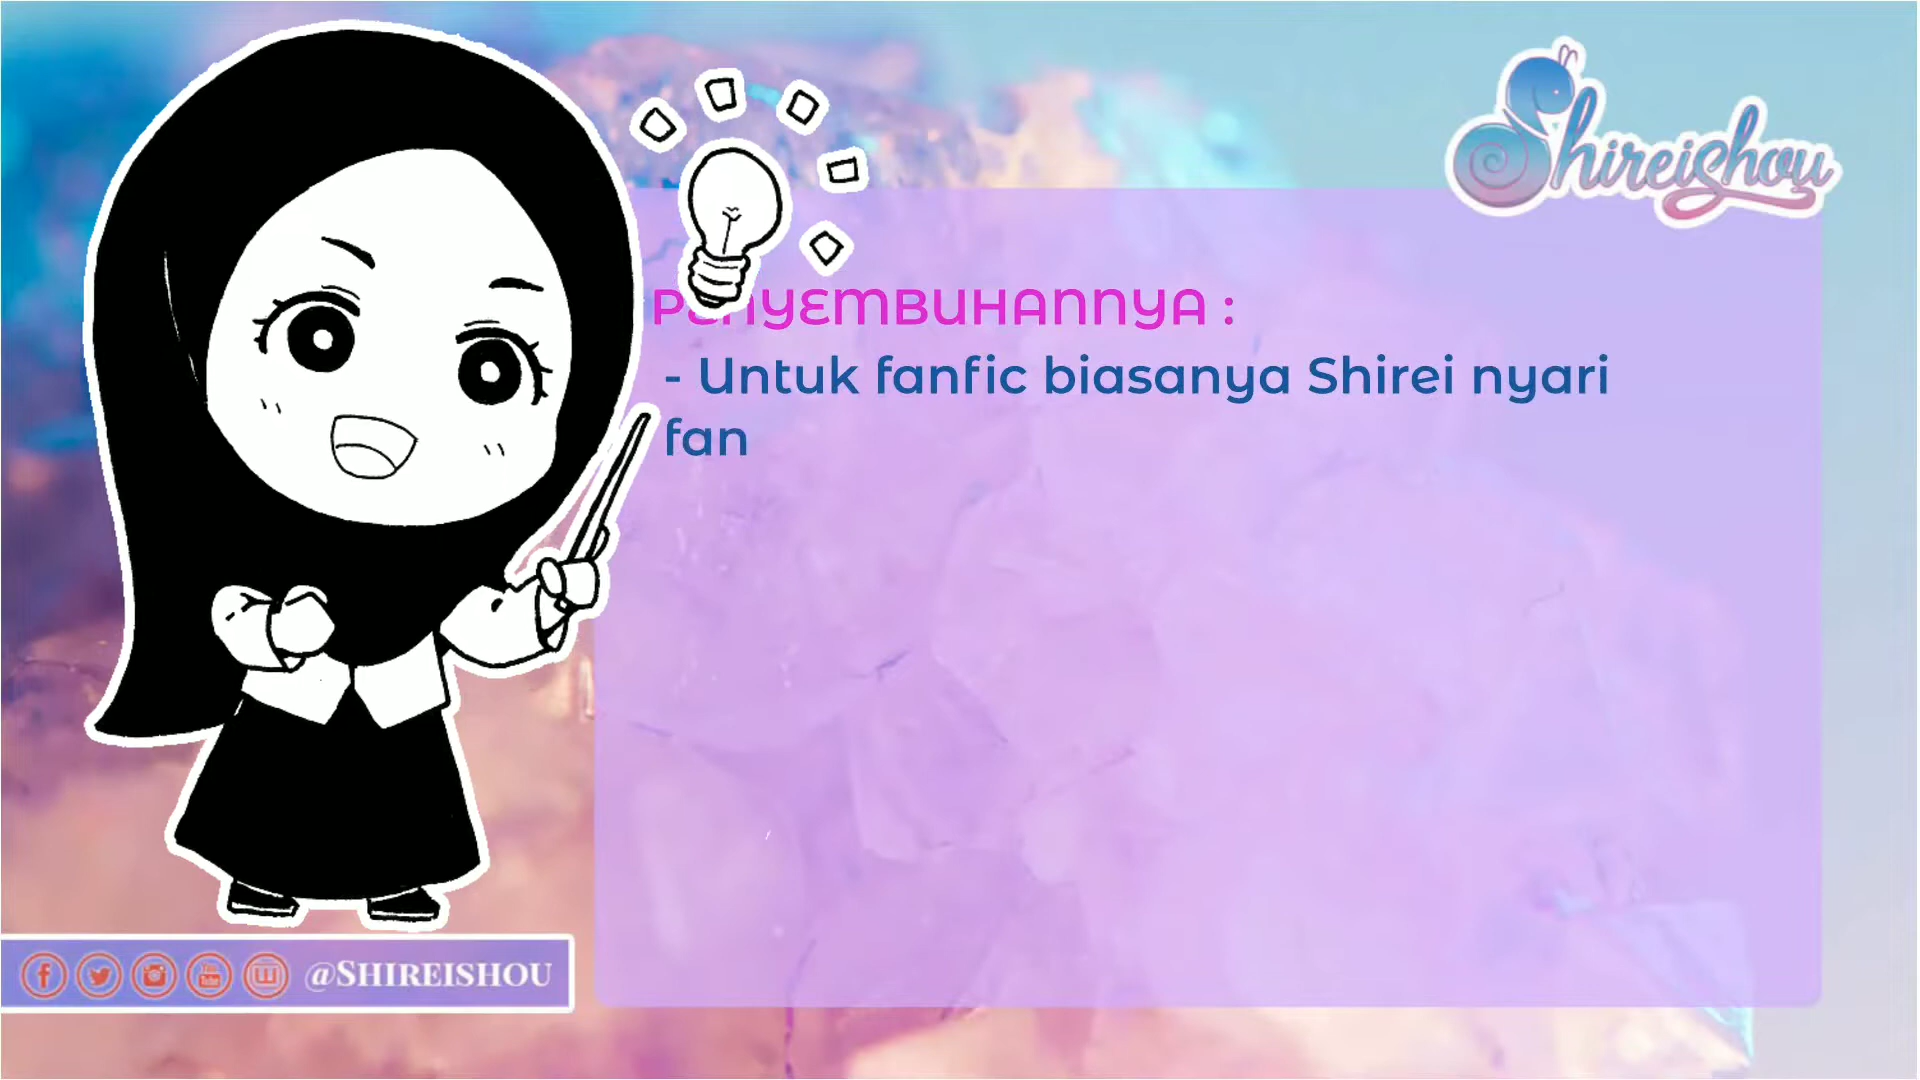 Shireishou
PENYEMBUHANNYA :
- Untuk fanfic biasanya Shirei nyari
fan
@SHIREISHOU